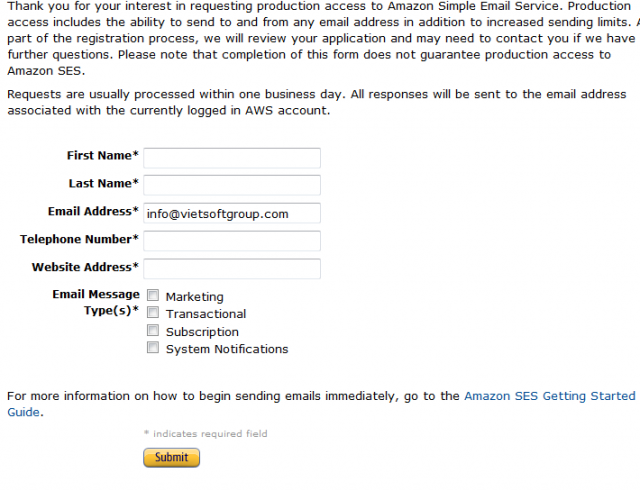 Thank you for your interest in requesting production access to Amazon Simple Email Service. Production
access includes the ability to send to and from any email address in addition to increased sending limits. A
part of the registration process, we will review your application and may need to contact you if we have
further questions. Please note that completion of this form does not guarantee production access to
Amazon SES.
Requests are usually processed within one business day. All responses will be sent to the email address
associated with the currently logged in AWS account.
First Name*
Last Name*
Email Address* info@vietsoftgroup.com
Telephone Number*
Website Address*
Email Message Type(s)* Marketing
Transactional
Subscription
System Notifications
For more information on how to begin sending emails immediately, go to the Amazon SES Getting Started
Guide.
* indicates required field
Submit